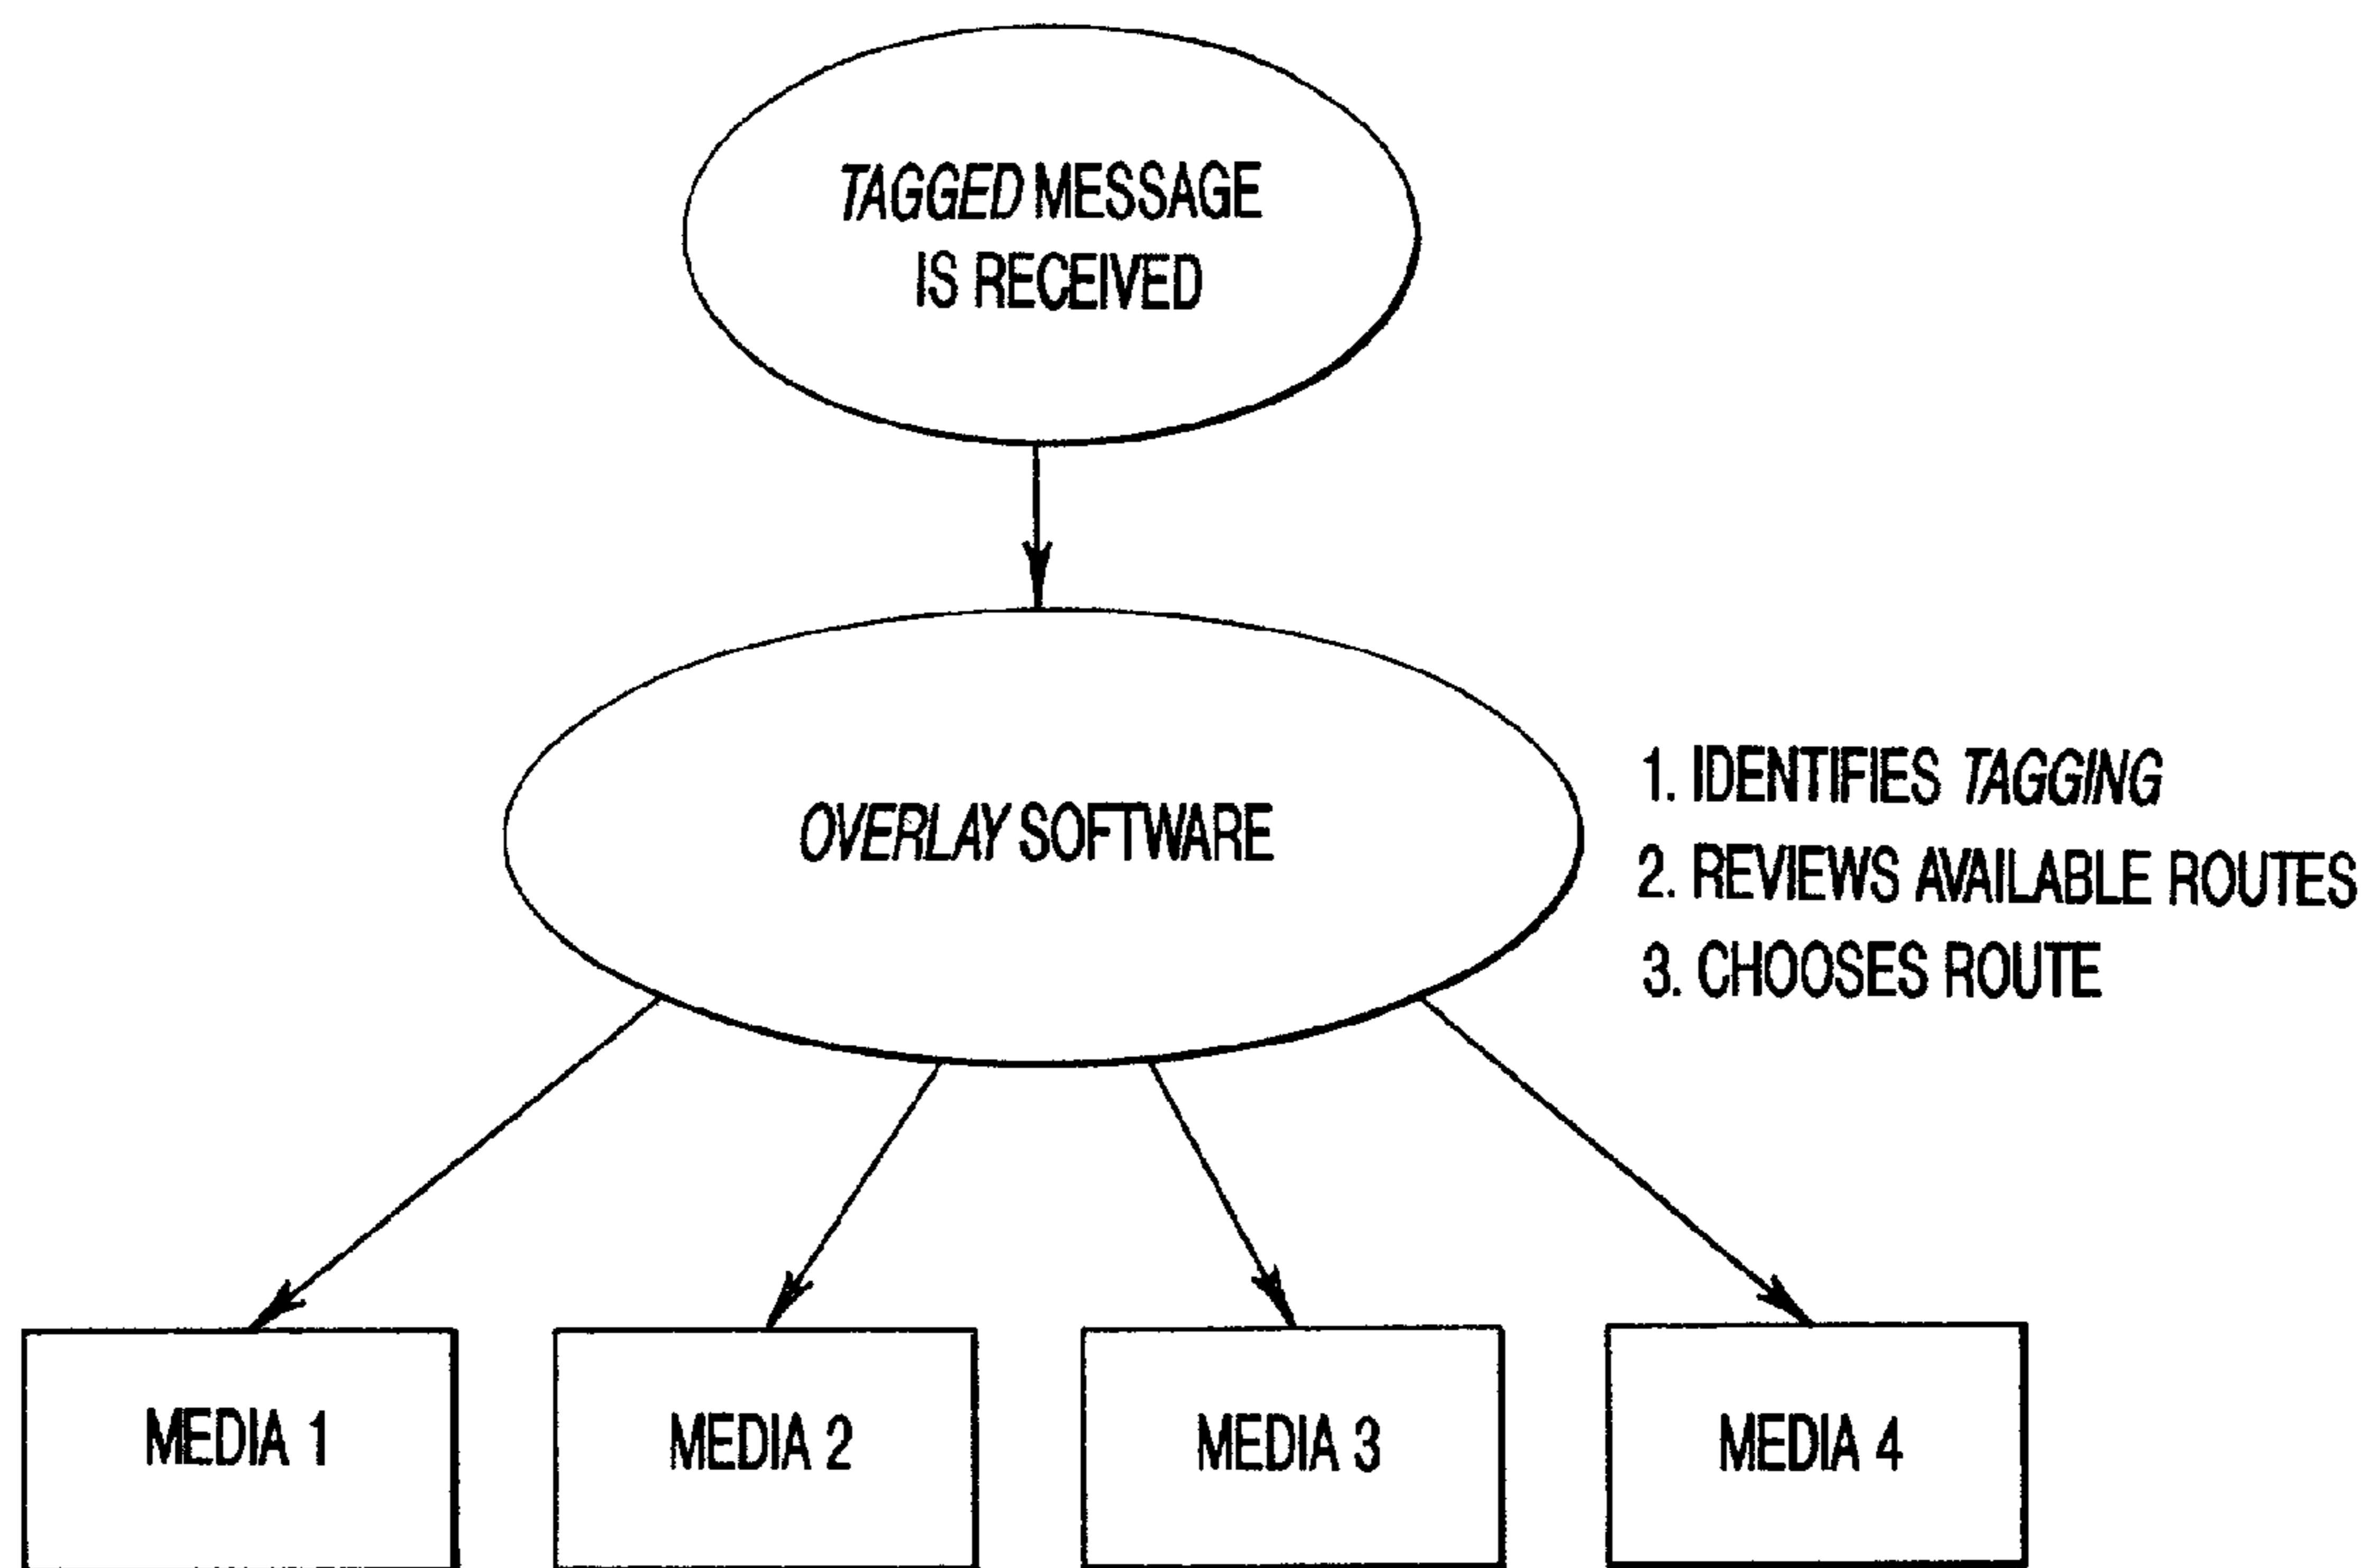 TAGGED MESSAGE
IS RECEIVED
OVERLAY SOFTWARE
1. IDENTIFIES TAGGING
2. REVIEWS AVAILABLE ROUTES
3. CHOOSES ROUTE
MEDIA 1
MEDIA 2
MEDIA 3
MEDIA 4